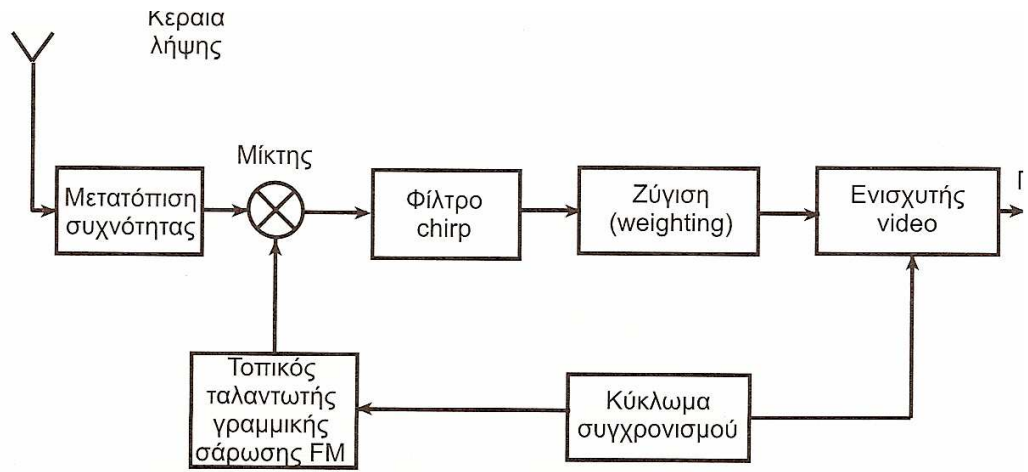 Κεραία
λήψης
Μίκτης
Μετατόπιση
συχνότητας
Φίλτρο
chirp
Ζύγιση
(weighting)
Ενισχυτής
video
Τοπικός
ταλαντωτής
γραμμικής
σάρωσης FM
Κύκλωμα
συγχρονισμού